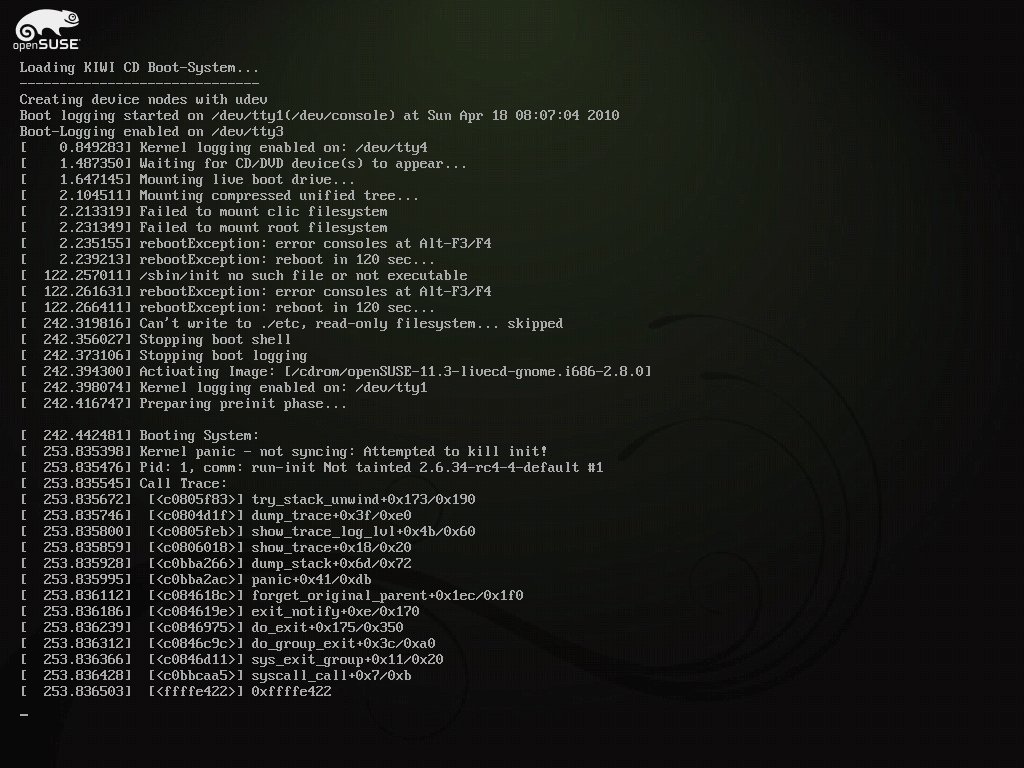 openSUSE
Loading KIWI CD Boot-System...
------------------------------
Creating device nodes with udev
Boot logging started on /dev/tty1(/dev/console) at Sun Apr 18 08:07:04 2010
Boot-Logging enabled on /dev/tty3
[    0.849283] Kernel logging enabled on: /dev/tty4
[    1.487350] Waiting for CD/DVD device(s) to appear...
[    1.647145] Mounting live boot drive...
[    2.104511] Mounting compressed unified tree...
[    2.213319] Failed to mount clic filesystem
[    2.231349] Failed to mount root filesystem
[    2.235155] rebootException: error consoles at Alt-F3/F4
[    2.239213] rebootException: reboot in 120 sec...
[  122.257011] /sbin/init no such file or not executable
[  122.261631] rebootException: error consoles at Alt-F3/F4
[  122.266411] rebootException: reboot in 120 sec...
[  242.319816] Can't write to ./etc, read-only filesystem... skipped
[  242.356027] Stopping boot shell
[  242.373106] Stopping boot logging
[  242.394300] Activating Image: [/cdrom/openSUSE-11.3-livecd-gnome.i686-2.8.0]
[  242.398074] Kernel logging enabled on: /dev/tty1
[  242.416747] Preparing preinit phase...
[  242.442481] Booting System:
[  253.835398] Kernel panic - not syncing: Attempted to kill init!
[  253.835476] Pid: 1, comm: run-init Not tainted 2.6.34-rc4-4-default #1
[  253.835545] Call Trace:
[  253.835672]  [<c0805f83>] try_stack_unwind+0x173/0x190
[  253.835746]  [<c0804d1f>] dump_trace+0x3f/0xe0
[  253.835800]  [<c0805feb>] show_trace_log_lvl+0x4b/0x60
[  253.835859]  [<c0806018>] show_trace+0x18/0x20
[  253.835928]  [<c0bba266>] dump_stack+0x6d/0x72
[  253.835995]  [<c0bba2ac>] panic+0x41/0xdb
[  253.836112]  [<c084618c>] forget_original_parent+0x1ec/0x1f0
[  253.836186]  [<c084619e>] exit_notify+0xe/0x170
[  253.836239]  [<c0846975>] do_exit+0x175/0x350
[  253.836312]  [<c0846c9c>] do_group_exit+0x3c/0xa0
[  253.836366]  [<c0846d11>] sys_exit_group+0x11/0x20
[  253.836428]  [<c0bbcaa5>] syscall_call+0x7/0xb
[  253.836503]  [<ffffe422>] 0xffffe422
_